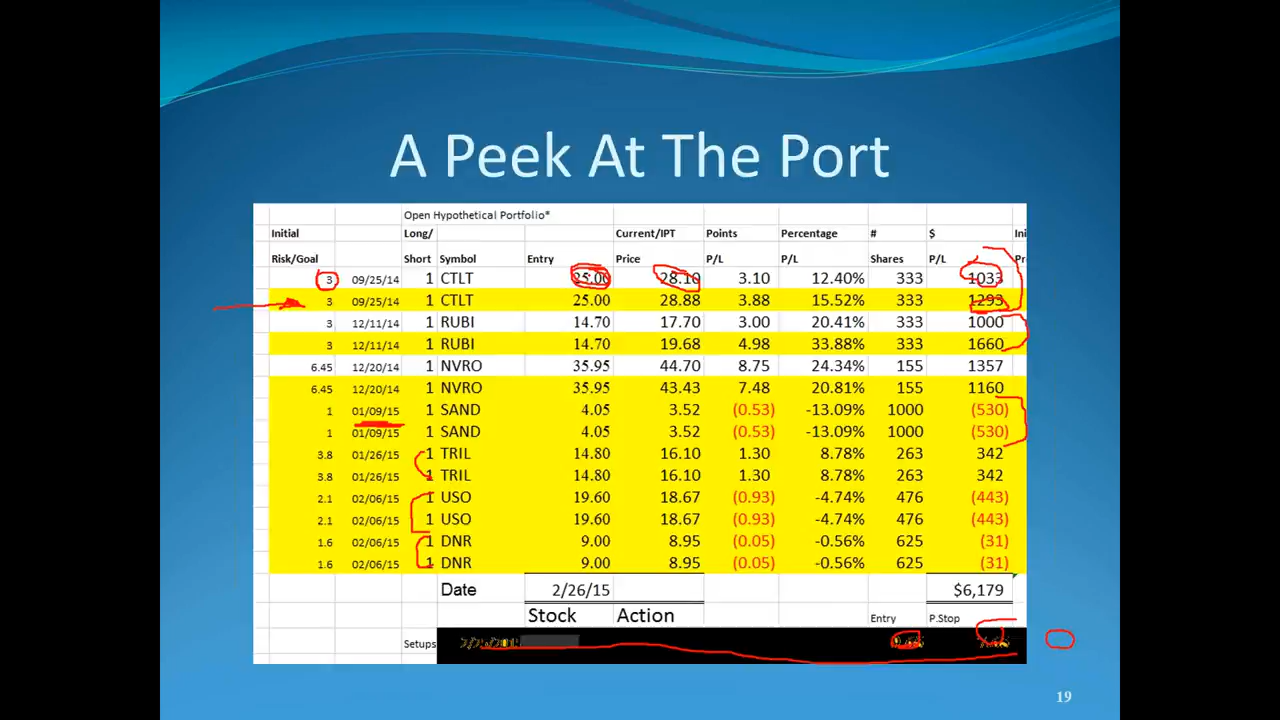 A Peek At The Port
Open Hypothetical Portfolio*
Initial Long/ Current/IPT Points Percentage # $ Ini
Risk/Goal Short Symbol Entry Price P/L P/L Shares P/L Pr
3 09/25/14 1 CTLT 25.00 28.10 3.10 12.40% 333 1033
3 09/25/14 1 CTLT 25.00 28.88 3.88 15.52% 333 1293
3 12/11/14 1 RUBI 14.70 17.70 3.00 20.41% 333 1000
3 12/11/14 1 RUBI 14.70 19.68 4.98 33.88% 333 1660
6.45 12/20/14 1 NVRO 35.95 44.70 8.75 24.34% 155 1357
6.45 12/20/14 1 NVRO 35.95 43.43 7.48 20.81% 155 1160
1 01/09/15 1 SAND 4.05 3.52 (0.53) -13.09% 1000 (530)
1 01/09/15 1 SAND 4.05 3.52 (0.53) -13.09% 1000 (530)
3.8 01/26/15 1 TRIL 14.80 16.10 1.30 8.78% 263 342
3.8 01/26/15 1 TRIL 14.80 16.10 1.30 8.78% 263 342
2.1 02/06/15 1 USO 19.60 18.67 (0.93) -4.74% 476 (443)
2.1 02/06/15 1 USO 19.60 18.67 (0.93) -4.74% 476 (443)
1.6 02/06/15 1 DNR 9.00 8.95 (0.05) -0.56% 625 (31)
1.6 02/06/15 1 DNR 9.00 8.95 (0.05) -0.56% 625 (31)
Date 2/26/15 $6,179
Stock Action Entry P.Stop
Setups
19